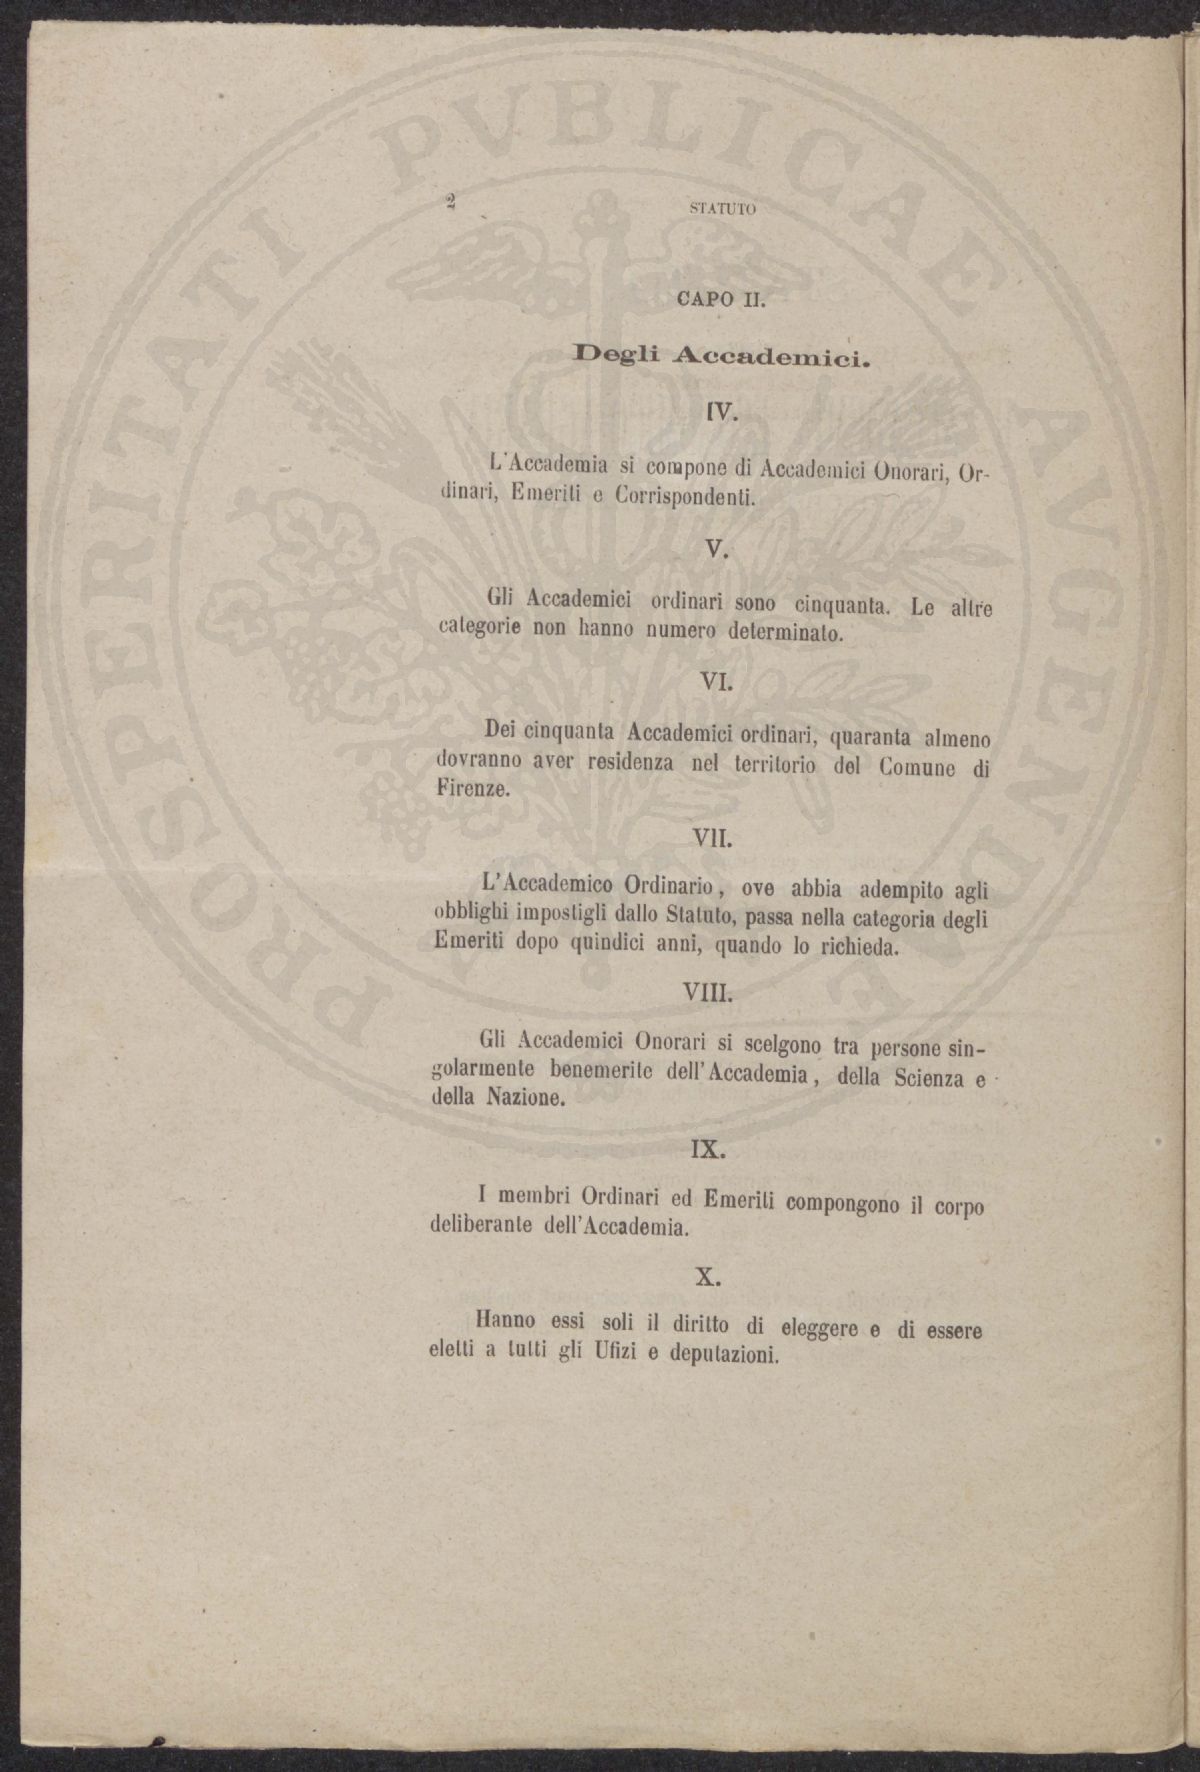 2
STATUTO
CAPO II.
Degli Accademici.
IV.
L'Accademia si compone di Accademici Onorari, Or-
dinari, Emeriti e Corrispondenti.
V.
Gli Accademici ordinari sono cinquanta. Le altre
categorie non hanno numero determinato.
VI.
Dei cinquanta Accademici ordinari, quaranta almeno
dovranno aver residenza nel territorio del Comune di
Firenze.
VII.
L'Accademico Ordinario, ove abbia adempito agli
obblighi impostigli dallo Statuto, passa nella categoria degli
Emeriti dopo quindici anni, quando lo richieda.
VIII.
Gli Accademici Onorari si scelgono tra persone sin-
golarmente benemerite dell'Accademia, della Scienza e
della Nazione.
IX.
I membri Ordinari ed Emeriti compongono il corpo
deliberante dell'Accademia.
X.
Hanno essi soli il diritto di eleggere e di essere
eletti a tutti gli Ufizi e deputazioni.
PROSPERITATI PVBLICAE AVGENDAE